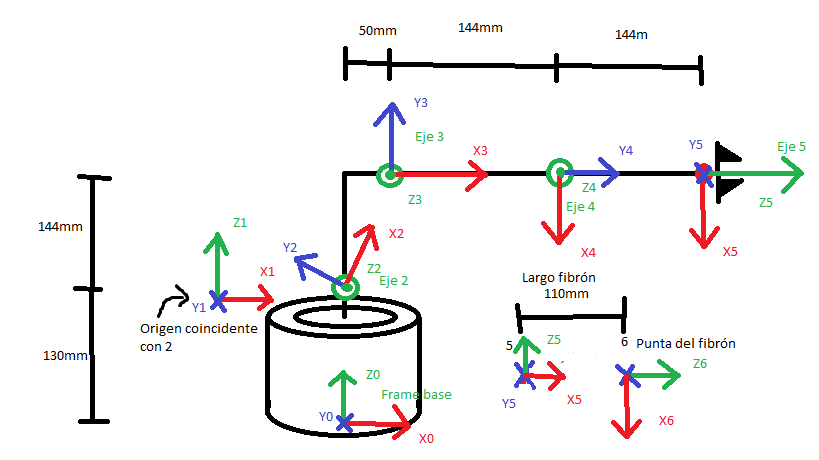 50mm
144mm
144m
Y3
Eje 3
X3
Z3
Y4
Z4
Eje 4
X4
Y5
Eje 5
Z5
X5
144mm
130mm
Z1
X1
Y1
Origen coincidente
con 2
Y2
X2
Z2
Eje 2
Z0
Frame base
Y0
X0
Largo fibrón
110mm
5
Z5
Y5
X5
6
Punta del fibrón
Z6
X6